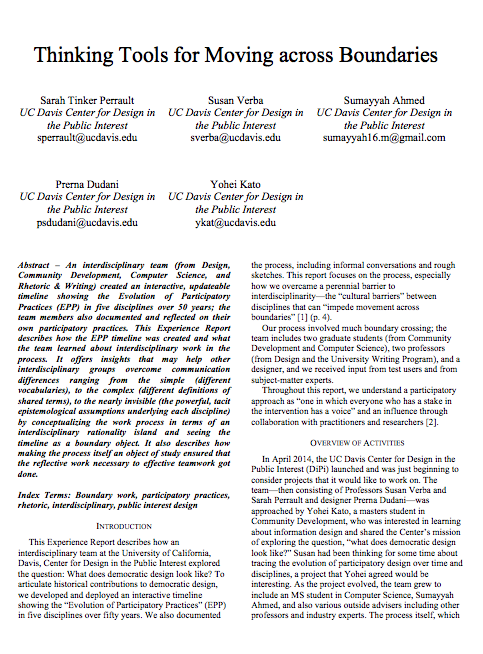 Thinking Tools for Moving across Boundaries
Sarah Tinker Perrault
UC Davis Center for Design in
the Public Interest
sperrault@ucdavis.edu
Susan Verba
UC Davis Center for Design in
the Public Interest
sverba@ucdavis.edu
Sumayyah Ahmed
UC Davis Center for Design in
the Public Interest
sumayyah16.m@gmail.com
Prerna Dudani
UC Davis Center for Design in
the Public Interest
psdudani@ucdavis.edu
Yohei Kato
UC Davis Center for Design in
the Public Interest
ykat@ucdavis.edu
Abstract – An interdisciplinary team (from Design,
Community Development, Computer Science, and
Rhetoric & Writing) created an interactive, updateable
timeline showing the Evolution of Participatory
Practices (EPP) in five disciplines over 50 years; the
team members also documented and reflected on their
own participatory practices. This Experience Report
describes how the EPP timeline was created and what
the team learned about interdisciplinary work in the
process. It offers insights that may help other
interdisciplinary groups overcome communication
differences ranging from the simple (different
vocabularies), to the complex (different definitions of
shared terms), to the nearly invisible (the powerful, tacit
epistemological assumptions underlying each discipline)
by conceptualizing the work process in terms of an
interdisciplinary rationality island and seeing the
timeline as a boundary object. It also describes how
making the process itself an object of study ensured that
the reflective work necessary to effective teamwork got
done.
Index Terms: Boundary work, participatory practices,
rhetoric, interdisciplinary, public interest design
INTRODUCTION
This Experience Report describes how an
interdisciplinary team at the University of California,
Davis, Center for Design in the Public Interest explored
the question: What does democratic design look like? To
articulate historical contributions to democratic design,
we developed and deployed an interactive timeline
showing the “Evolution of Participatory Practices” (EPP)
in five disciplines over fifty years. We also documented
the process, including informal conversations and rough
sketches. This report focuses on the process, especially
how we overcame a perennial barrier to
interdisciplinarity—the “cultural barriers” between
disciplines that can “impede movement across
boundaries” [1] (p. 4).
Our process involved much boundary crossing; the
team includes two graduate students (from Community
Development and Computer Science), two professors
(from Design and the University Writing Program), and a
designer, and we received input from test users and from
subject-matter experts.
Throughout this report, we understand a participatory
approach as “one in which everyone who has a stake in
the intervention has a voice” and an influence through
collaboration with practitioners and researchers [2].
OVERVIEW OF ACTIVITIES
In April 2014, the UC Davis Center for Design in the
Public Interest (DiPi) launched and was just beginning to
consider projects that it would like to work on. The
team—then consisting of Professors Susan Verba and
Sarah Perrault and designer Prerna Dudani—was
approached by Yohei Kato, a masters student in
Community Development, who was interested in learning
about information design and shared the Center’s mission
of exploring the question, “what does democratic design
look like?” Susan had been thinking for some time about
tracing the evolution of participatory design over time and
disciplines, a project that Yohei agreed would be
interesting. As the project evolved, the team grew to
include an MS student in Computer Science, Sumayyah
Ahmed, and also various outside advisers including other
professors and industry experts. The process itself, which